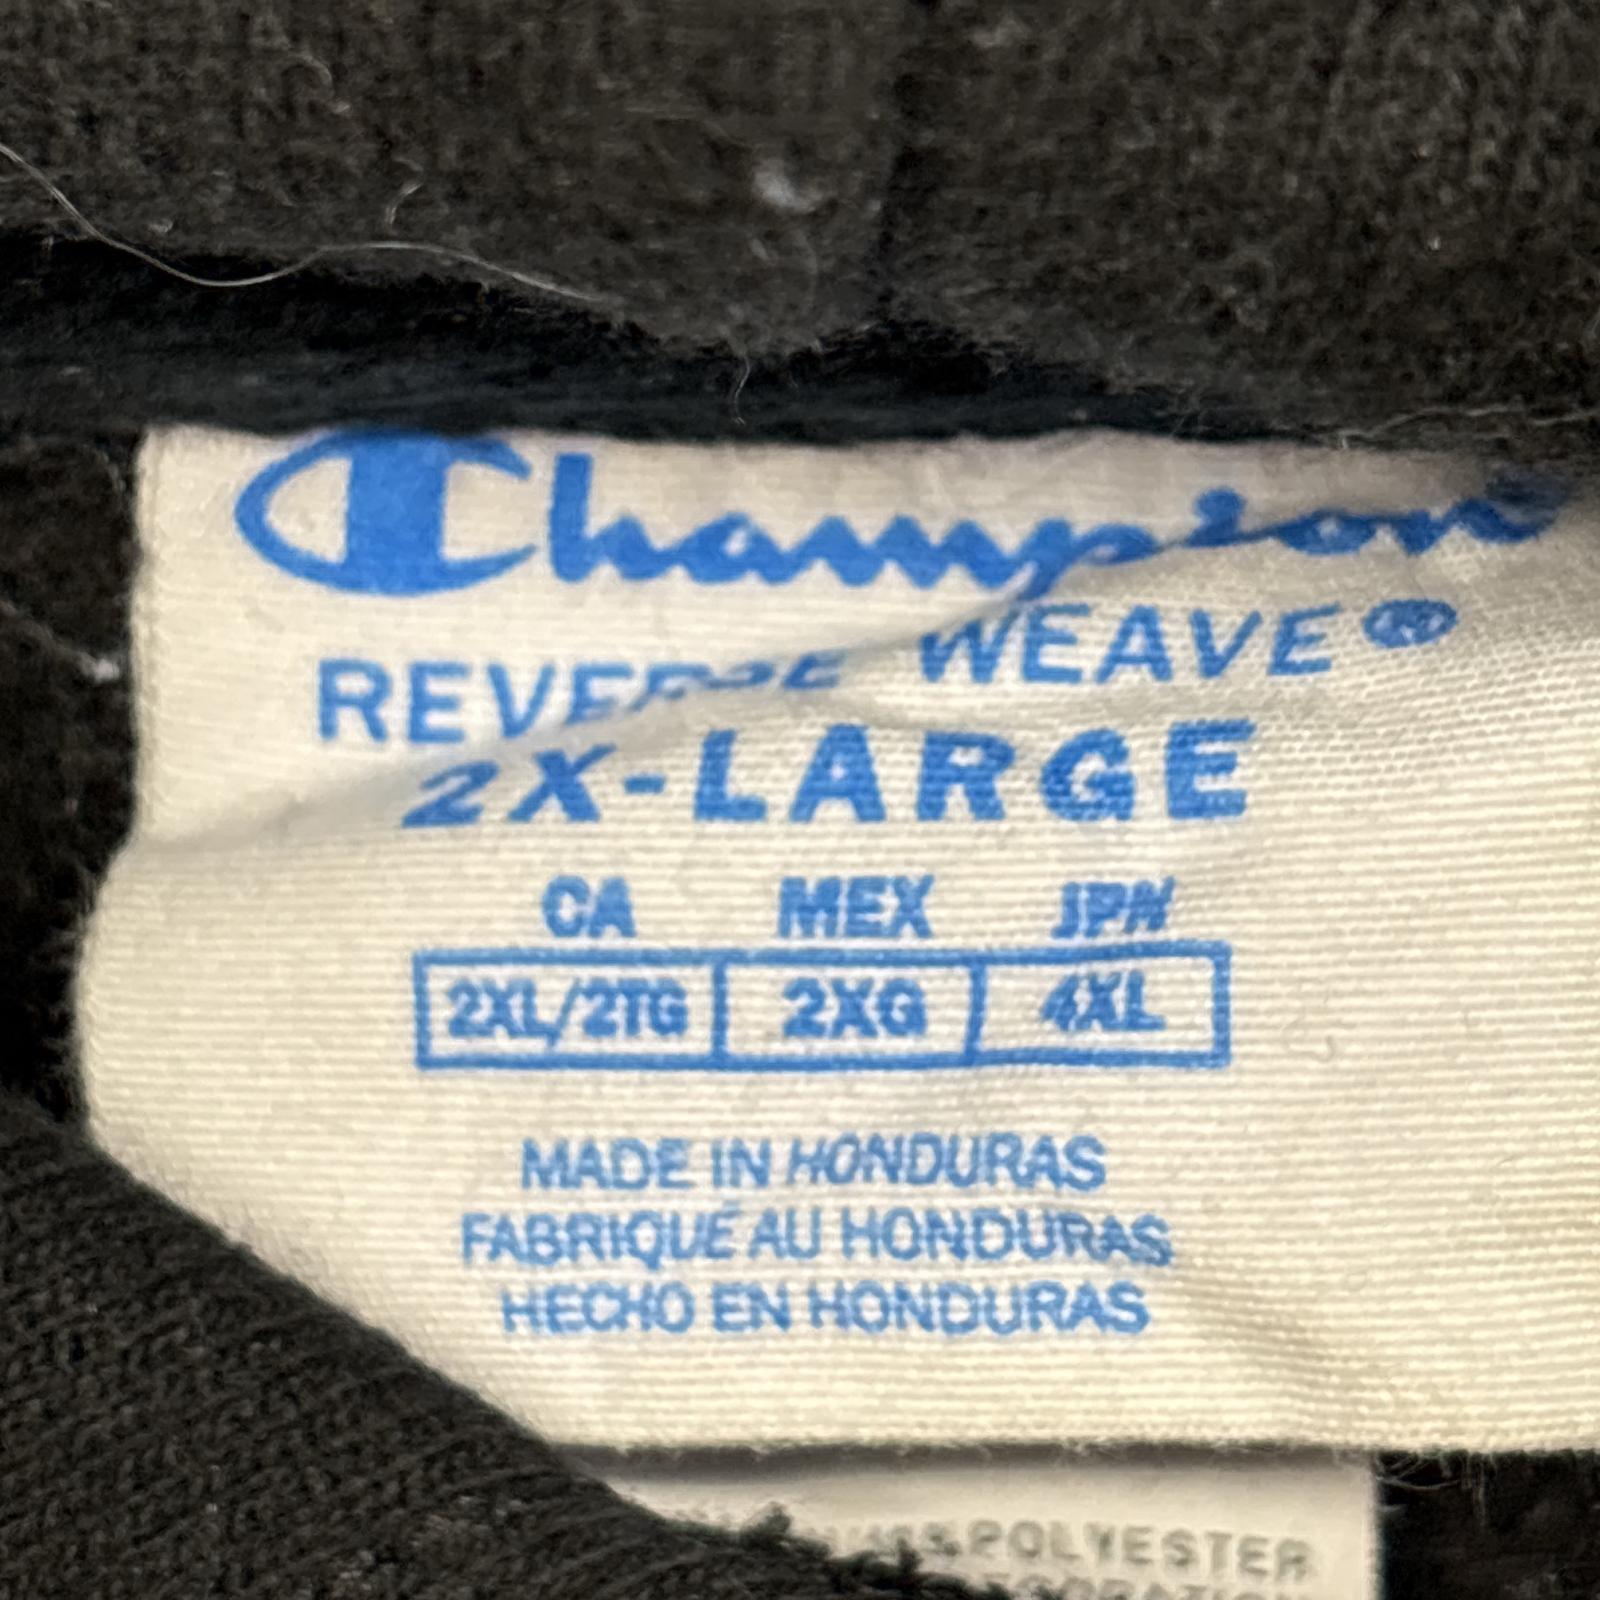 Champion®
REVERSE WEAVE®
2X-LARGE
CA MEX JPN
2XL/2TG 2XG 4XL
MADE IN HONDURAS
FABRIQUÉ AU HONDURAS
HECHO EN HONDURAS
POLYESTER